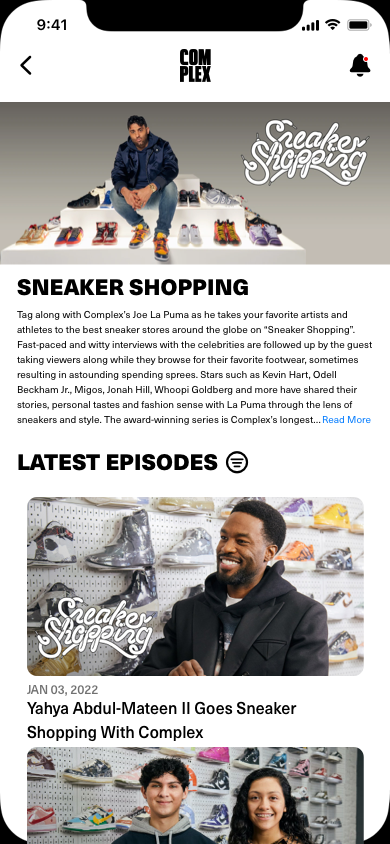 9:41
COM
PLEX
Sneaker
Shopping
SNEAKER SHOPPING
Tag along with Complex's Joe La Puma as he takes your favorite artists and
athletes to the best sneaker stores around the globe on “Sneaker Shopping”.
Fast-paced and witty interviews with the celebrities are followed up by the guest
taking viewers along while they browse for their favorite footwear, sometimes
resulting in astounding spending sprees. Stars such as Kevin Hart, Odell
Beckham Jr., Migos, Jonah Hill, Whoopi Goldberg and more have shared their
stories, personal tastes and fashion sense with La Puma through the lens of
sneakers and style. The award-winning series is Complex's longest... Read More
LATEST EPISODES
Sneaker
Shopping
JAN 03, 2022
Yahya Abdul-Mateen II Goes Sneaker
Shopping With Complex